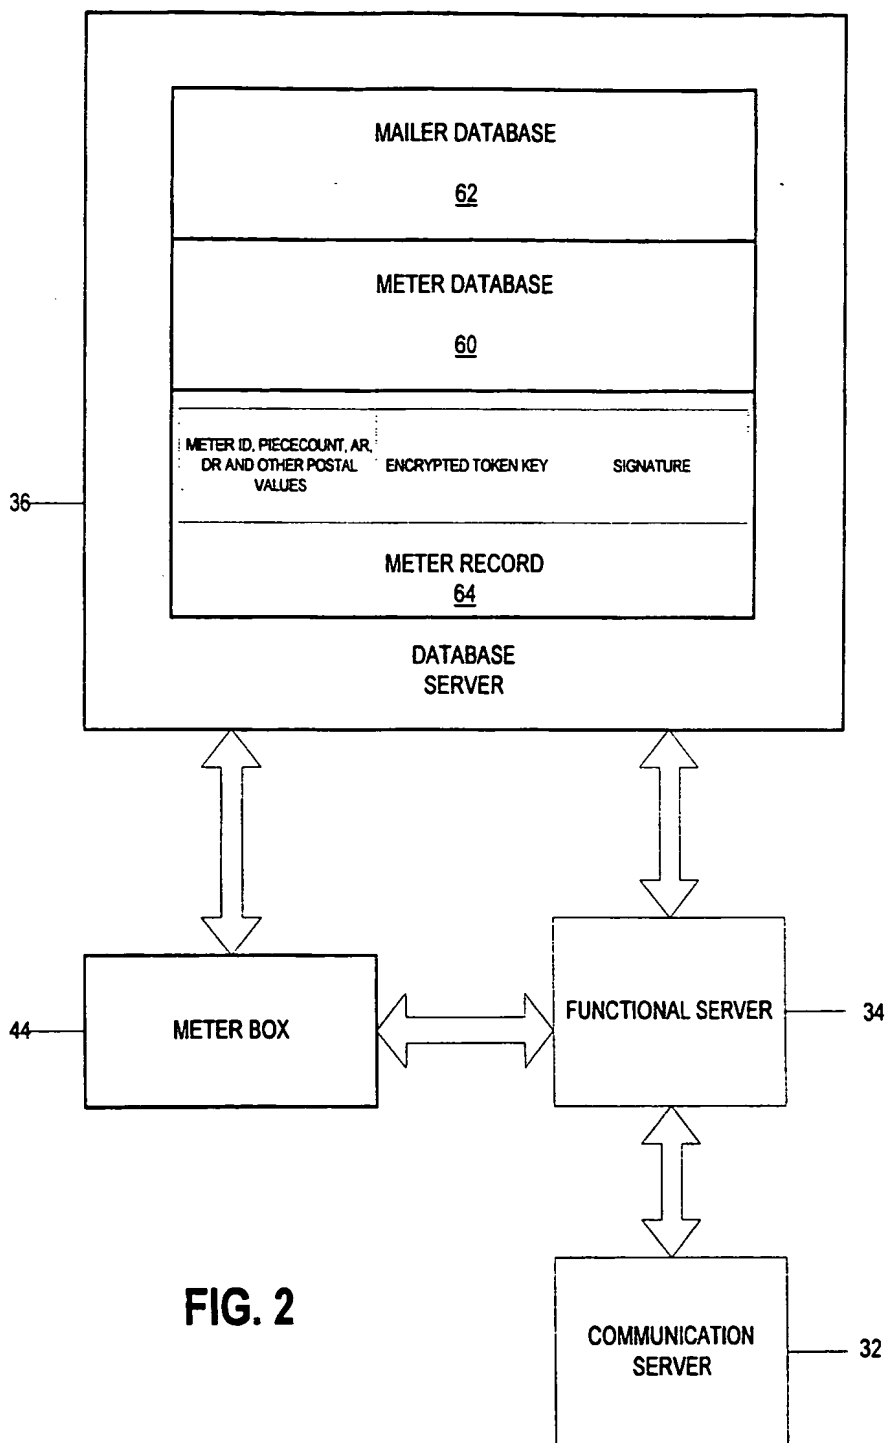 MAILER DATABASE
62
METER DATABASE
60
METER ID, PIECECOUNT, AR,
DR AND OTHER POSTAL
VALUES
ENCRYPTED TOKEN KEY
SIGNATURE
36
METER RECORD
64
DATABASE
SERVER
44
METER BOX
FUNCTIONAL SERVER
34
FIG. 2
COMMUNICATION
SERVER
32